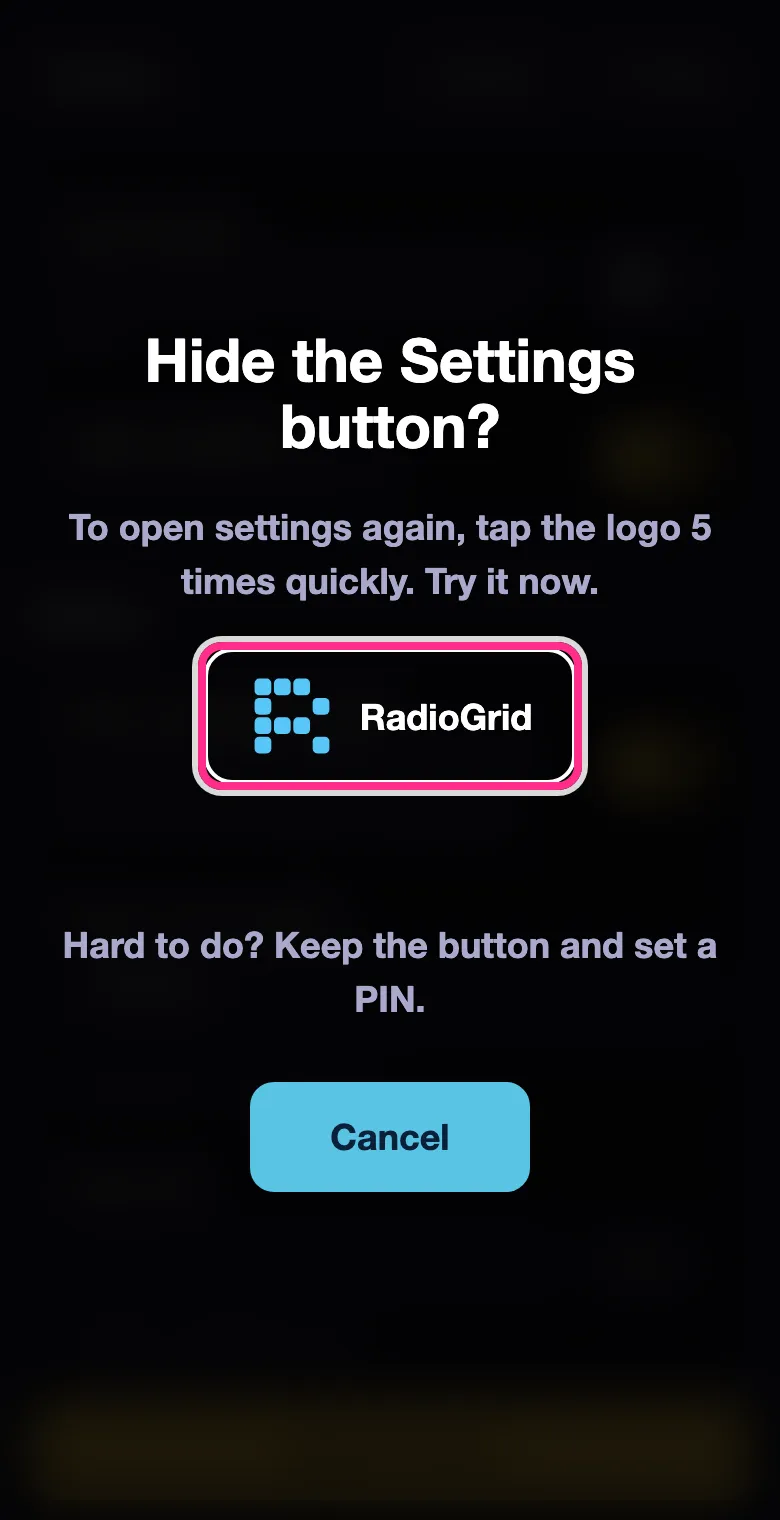 Hide the Settings
button?
To open settings again, tap the logo 5
times quickly. Try it now.
RadioGrid
Hard to do? Keep the button and set a
PIN.
Cancel